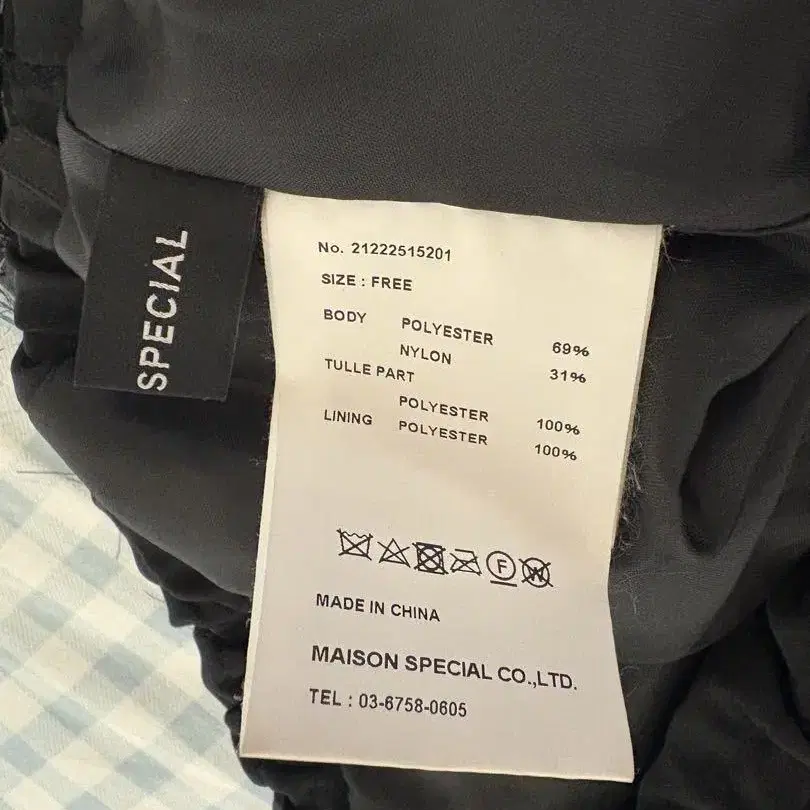 SPECIAL
No. 21222515201
SIZE : FREE
BODY POLYESTER 69%
NYLON 31%
TULLE PART
POLYESTER 100%
LINING POLYESTER 100%
F W
MADE IN CHINA
MAISON SPECIAL CO.,LTD.
TEL : 03-6758-0605